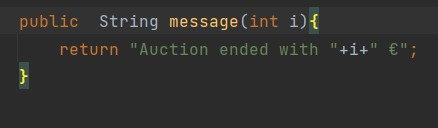 public  String message(int i){
    return "Auction ended with "+i+" €";
}